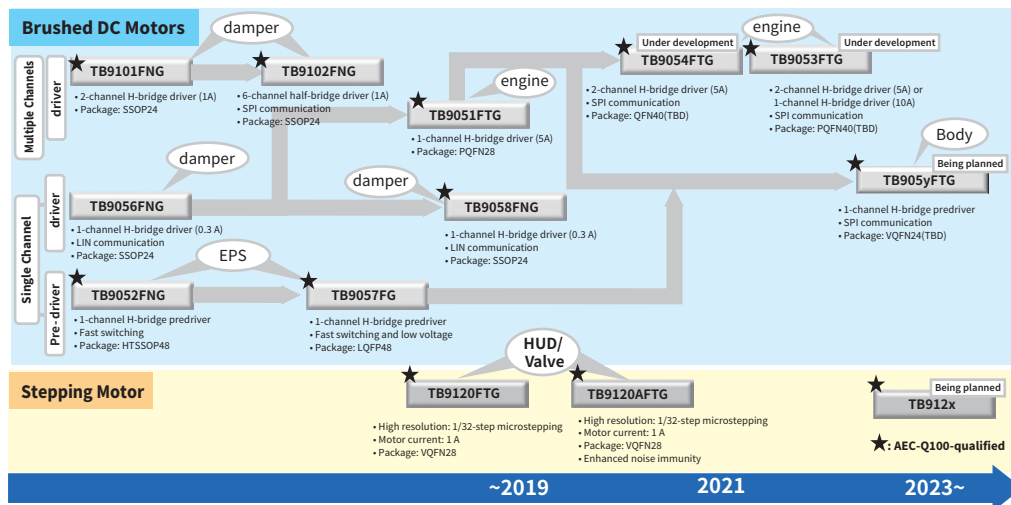 Brushed DC Motors
damper
engine
Multiple Channels
driver
★
TB9101FNG
• 2-channel H-bridge driver (1A)
• Package: SSOP24
★
TB9102FNG
• 6-channel half-bridge driver (1A)
• SPI communication
• Package: SSOP24
engine
★
TB9051FTG
• 1-channel H-bridge driver (5A)
• Package: PQFN28
★
Under development
TB9054FTG
• 2-channel H-bridge driver (5A)
• SPI communication
• Package: QFN40(TBD)
★
Under development
TB9053FTG
• 2-channel H-bridge driver (5A) or
1-channel H-bridge driver (10A)
• SPI communication
• Package: PQFN40(TBD)
Single Channel
driver
damper
TB9056FNG
• 1-channel H-bridge driver (0.3 A)
• LIN communication
• Package: SSOP24
damper
★
TB9058FNG
• 1-channel H-bridge driver (0.3 A)
• LIN communication
• Package: SSOP24
Body
★
Being planned
TB905yFTG
• 1-channel H-bridge predriver
• SPI communication
• Package: VQFN24(TBD)
Pre-driver
EPS
★
TB9052FNG
• 1-channel H-bridge predriver
• Fast switching
• Package: HTSSOP48
★
TB9057FG
• 1-channel H-bridge predriver
• Fast switching and low voltage
• Package: LQFP48
Stepping Motor
HUD/
Valve
★
TB9120FTG
• High resolution: 1/32-step microstepping
• Motor current: 1 A
• Package: VQFN28
★
TB9120AFTG
• High resolution: 1/32-step microstepping
• Motor current: 1 A
• Package: VQFN28
• Enhanced noise immunity
★
Being planned
TB912x
★: AEC-Q100-qualified
~2019
2021
2023~